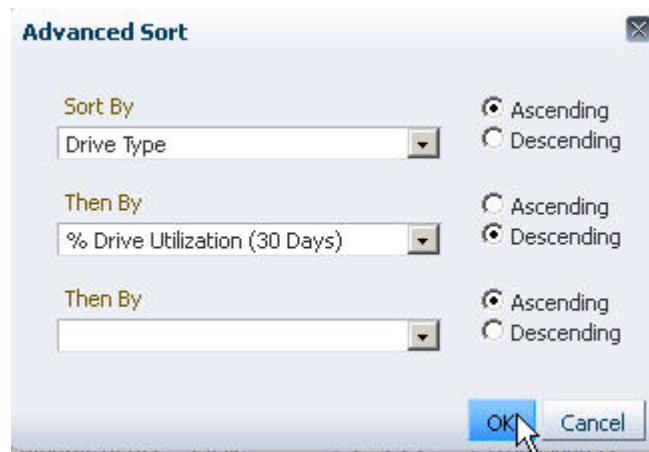 Advanced Sort
Sort By
Drive Type
Ascending
Descending
Then By
% Drive Utilization (30 Days)
Ascending
Descending
Then By
Ascending
Descending
OK
Cancel